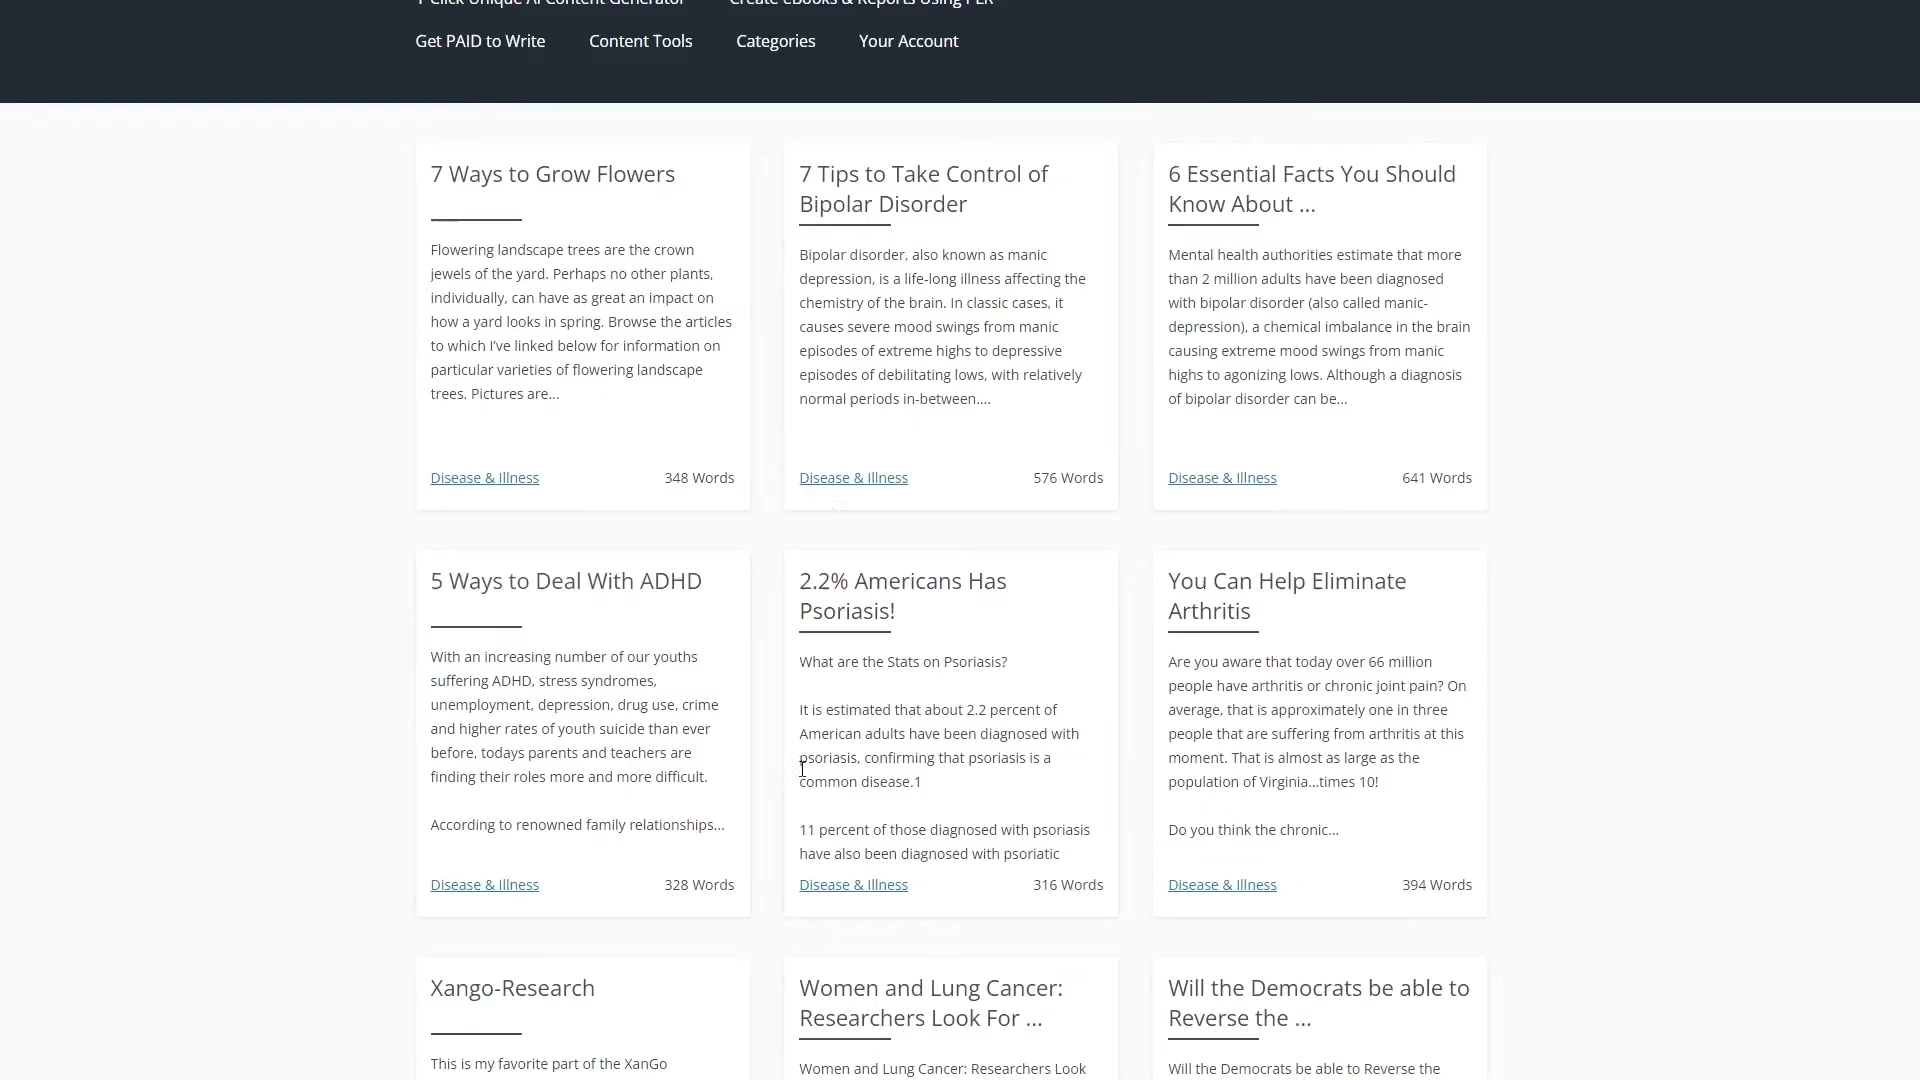 1 Click Unique AI Content Generator Create eBooks & Reports Using PLR
Get PAID to Write Content Tools Categories Your Account
7 Ways to Grow Flowers
Flowering landscape trees are the crown
jewels of the yard. Perhaps no other plants,
individually, can have as great an impact on
how a yard looks in spring. Browse the articles
to which I've linked below for information on
particular varieties of flowering landscape
trees. Pictures are...
Disease & Illness 348 Words
7 Tips to Take Control of
Bipolar Disorder
Bipolar disorder, also known as manic
depression, is a life-long illness affecting the
chemistry of the brain. In classic cases, it
causes severe mood swings from manic
episodes of extreme highs to depressive
episodes of debilitating lows, with relatively
normal periods in-between....
Disease & Illness 576 Words
6 Essential Facts You Should
Know About ...
Mental health authorities estimate that more
than 2 million adults have been diagnosed
with bipolar disorder (also called manic-
depression), a chemical imbalance in the brain
causing extreme mood swings from manic
highs to agonizing lows. Although a diagnosis
of bipolar disorder can be...
Disease & Illness 641 Words
5 Ways to Deal With ADHD
With an increasing number of our youths
suffering ADHD, stress syndromes,
unemployment, depression, drug use, crime
and higher rates of youth suicide than ever
before, todays parents and teachers are
finding their roles more and more difficult.
According to renowned family relationships...
Disease & Illness 328 Words
2.2% Americans Has
Psoriasis!
What are the Stats on Psoriasis?
It is estimated that about 2.2 percent of
American adults have been diagnosed with
psoriasis, confirming that psoriasis is a
common disease.1
11 percent of those diagnosed with psoriasis
have also been diagnosed with psoriatic
Disease & Illness 316 Words
You Can Help Eliminate
Arthritis
Are you aware that today over 66 million
people have arthritis or chronic joint pain? On
average, that is approximately one in three
people that are suffering from arthritis at this
moment. That is almost as large as the
population of Virginia...times 10!
Do you think the chronic...
Disease & Illness 394 Words
Xango-Research
This is my favorite part of the XanGo
Women and Lung Cancer:
Researchers Look For ...
Women and Lung Cancer: Researchers Look
Will the Democrats be able to
Reverse the ...
Will the Democrats be able to Reverse the